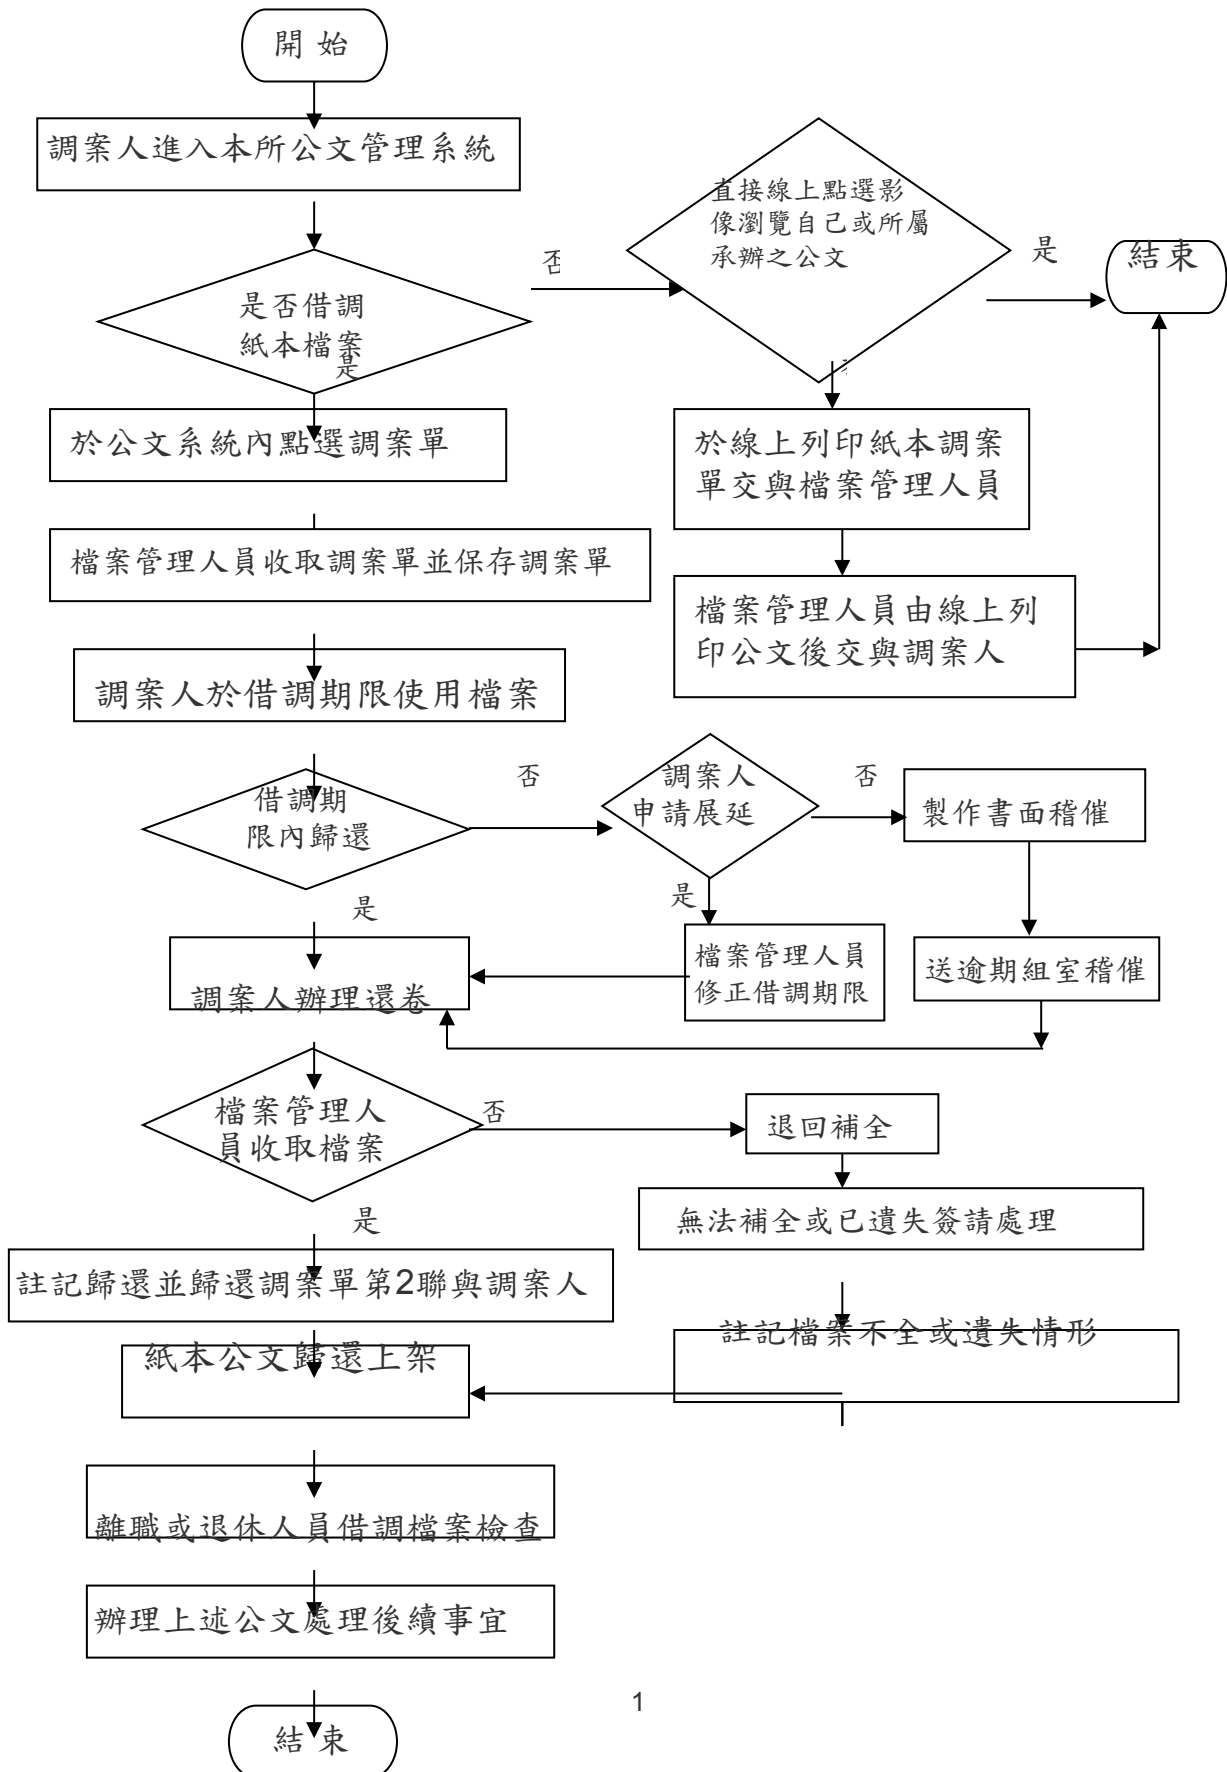 開 始
調案人進入本所公文管理系統
直接線上點選影
像瀏覽自己或所屬
承辦之公文
否
是
結束
是否借調
紙本檔案
是
於公文系統內點選調案單
於線上列印紙本調案
單交與檔案管理人員
檔案管理人員收取調案單並保存調案單
檔案管理人員由線上列
印公文後交與調案人
調案人於借調期限使用檔案
借調期
限內歸還
否
調案人
申請展延
否
製作書面稽催
是
是
調案人辦理還卷
檔案管理人員
修正借調期限
送逾期組室稽催
檔案管理人
員收取檔案
否
退回補全
是
無法補全或已遺失簽請處理
註記歸還並歸還調案單第2聯與調案人
註記檔案不全或遺失情形
紙本公文歸還上架
離職或退休人員借調檔案檢查
辦理上述公文處理後續事宜
1
結 束